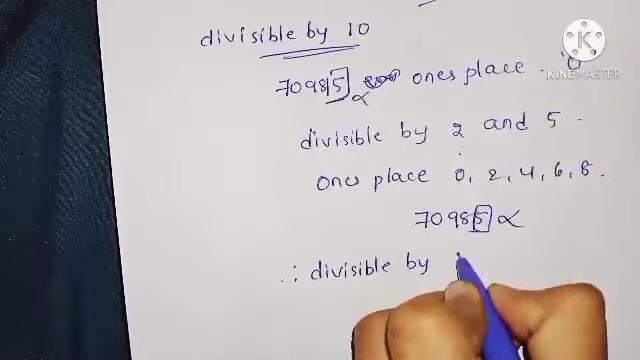 divisible by 10
70985 ∝ ones place '0
KINEMASTER
divisible by 2 and 5.
ones place 0, 2, 4, 6, 8.
70985 ∝
∴ divisible by